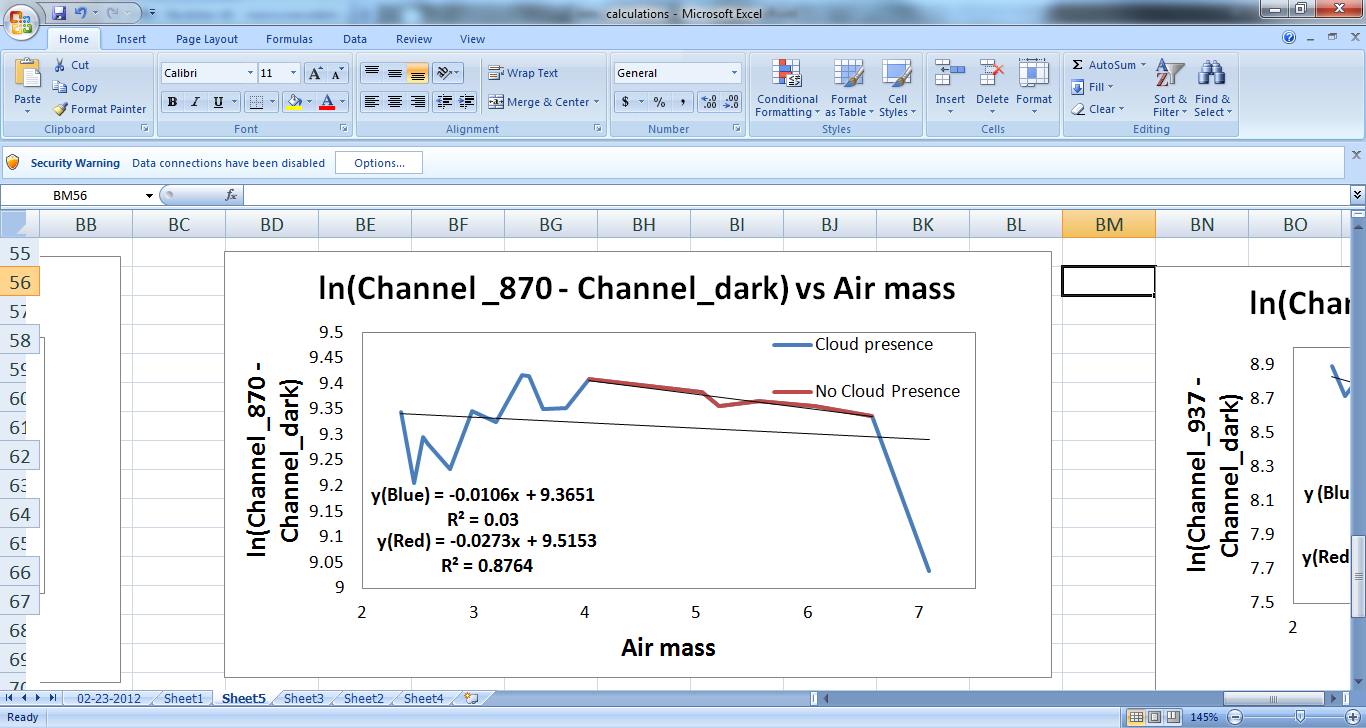 calculations - Microsoft Excel
Home Insert Page Layout Formulas Data Review View
Paste
Cut
Copy
Format Painter
Clipboard
Calibri 11
B I U
Font
Wrap Text
Merge & Center
Alignment
General
$ % ,
Number
Conditional Formatting
Format as Table
Cell Styles
Styles
Insert Delete Format
Cells
Σ AutoSum
Fill
Clear
Sort & Filter
Find & Select
Editing
Security Warning Data connections have been disabled Options...
BM56 fx
BB BC BD BE BF BG BH BI BJ BK BL BM BN BO
55
56
57
58
59
60
61
62
63
64
65
66
67
68
69
70
ln(Channel _870 - Channel_dark) vs Air mass
ln(Channel _870 -
Channel_dark)
9.5
9.45
9.4
9.35
9.3
9.25
9.2
9.15
9.1
9.05
9
Cloud presence
No Cloud Presence
y(Blue) = -0.0106x + 9.3651
R² = 0.03
y(Red) = -0.0273x + 9.5153
R² = 0.8764
2 3 4 5 6 7
Air mass
ln(Char
ln(Channel _937 -
Channel_dark)
8.9
8.7
8.5
8.3
8.1
7.9
7.7
7.5
y (Blu
y(Red
2
02-23-2012 Sheet1 Sheet5 Sheet3 Sheet2 Sheet4
Ready 145%